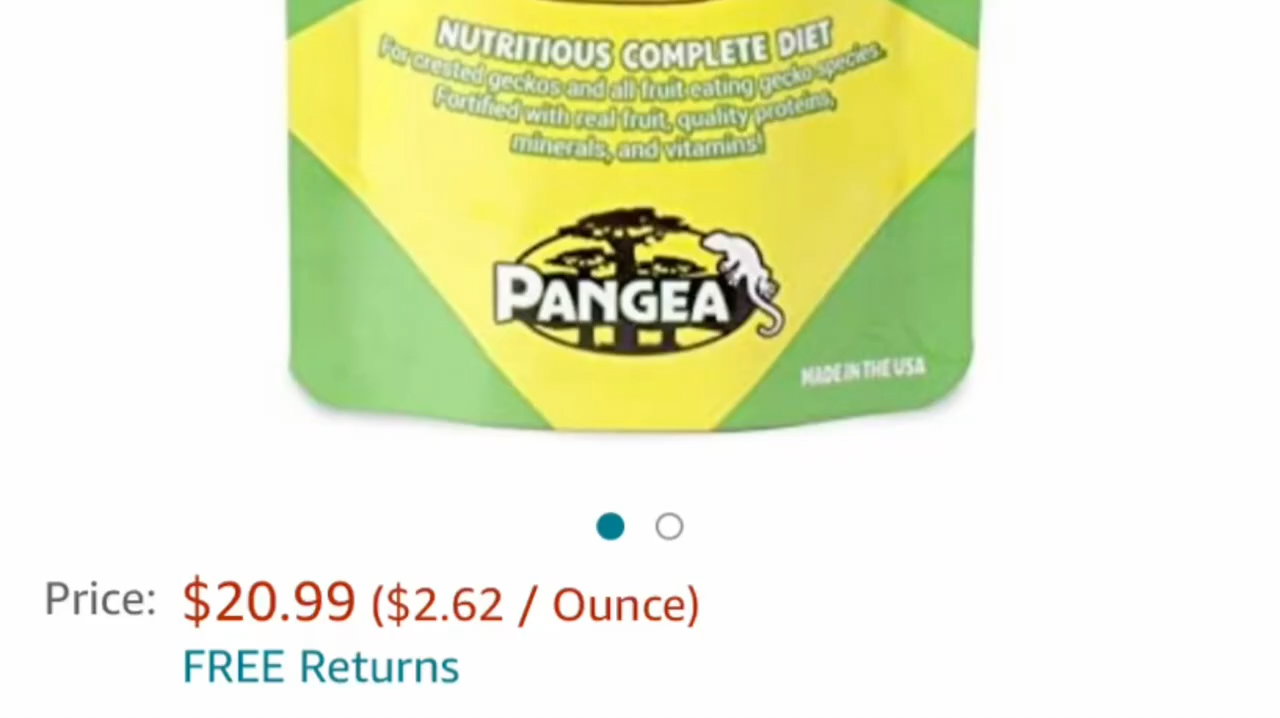 NUTRITIOUS COMPLETE DIET
For crested geckos and all fruit eating gecko species.
Fortified with real fruit, quality proteins,
minerals, and vitamins!
PANGEA
MADE IN THE USA
Price: $20.99 ($2.62 / Ounce)
FREE Returns